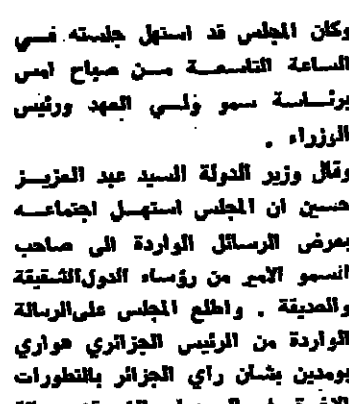 وكان المجلس قد استهل جلسته في
الساعة التاسعة من صباح امس
برئاسة سمو ولي العهد ورئيس
الوزراء .
وقال وزير الدولة السيد عبد العزيز
حسين ان المجلس استهل اجتماعه
بعرض الرسائل الواردة الى صاحب
السمو الامير من رؤساء الدول الشقيقة
والصديقة . واطلع المجلس على الرسالة
الواردة من الرئيس الجزائري هواري
بومدين بشان راي الجزائر بالتطورات